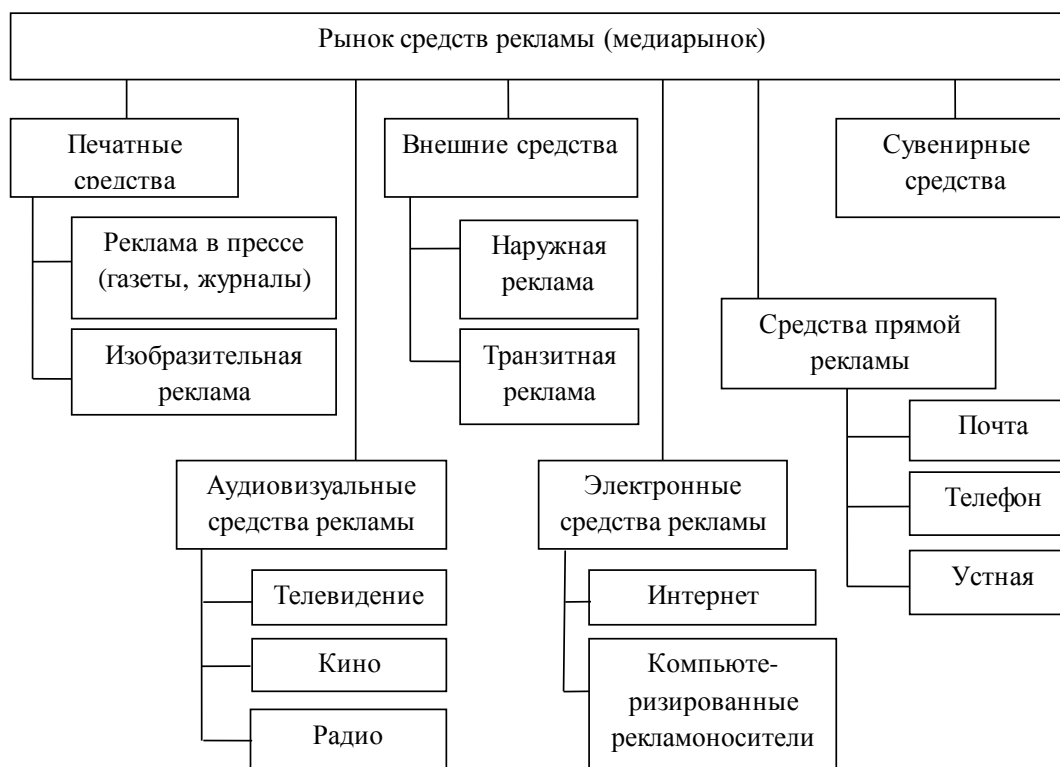 Рынок средств рекламы (медиарынок)
Печатные
средства
Реклама в прессе
(газеты, журналы)
Изобразительная
реклама
Внешние средства
Наружная
реклама
Транзитная
реклама
Сувенирные
средства
Средства прямой
рекламы
Почта
Телефон
Устная
Аудиовизуальные
средства рекламы
Телевидение
Кино
Радио
Электронные
средства рекламы
Интернет
Компьюте-
ризированные
рекламоносители